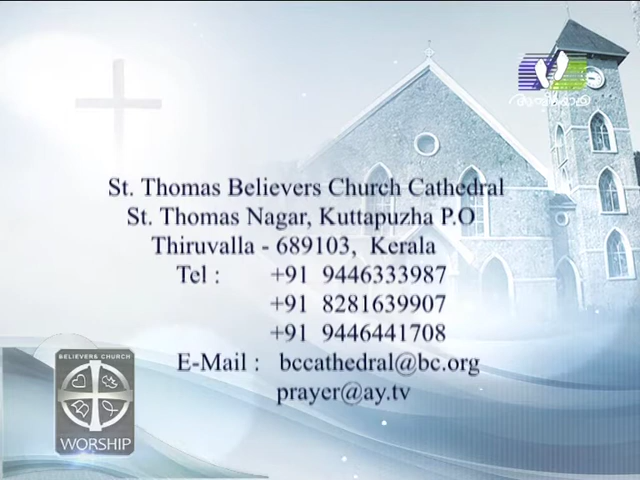 St. Thomas Believers Church Cathedral
St. Thomas Nagar, Kuttapuzha P.O
Thiruvalla - 689103, Kerala
Tel : +91 9446333987
+91 8281639907
+91 9446441708
E-Mail : bccathedral@bc.org
prayer@ay.tv
BELIEVERS CHURCH
WORSHIP